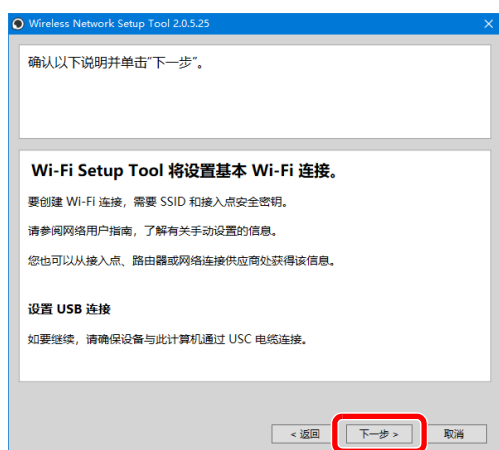 Wireless Network Setup Tool 2.0.5.25
确认以下说明并单击"下一步"。
Wi-Fi Setup Tool 将设置基本 Wi-Fi 连接。
要创建 Wi-Fi 连接，需要 SSID 和接入点安全密钥。
请参阅网络用户指南，了解有关手动设置的信息。
您也可以从接入点、路由器或网络连接供应商处获得该信息。
设置 USB 连接
如要继续，请确保设备与此计算机通过 USC 电缆连接。
< 返回
下一步 >
取消